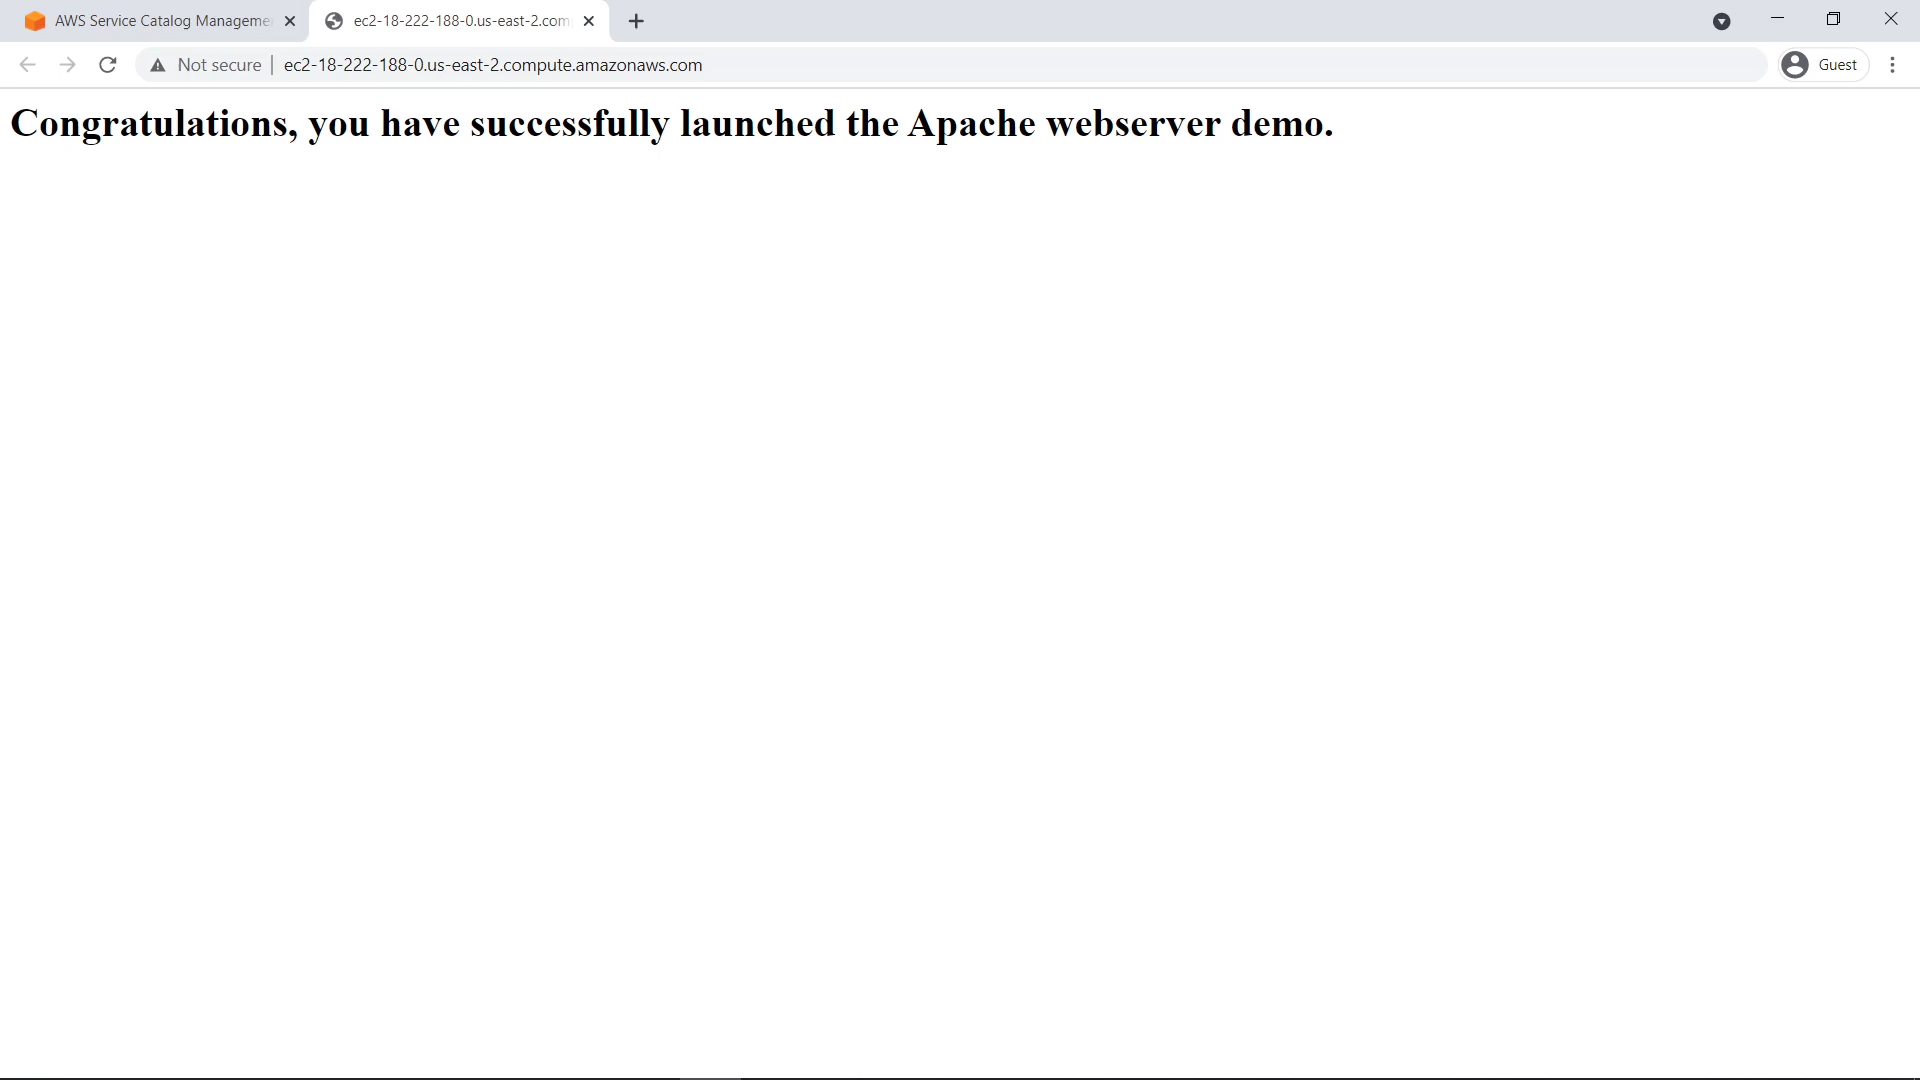 AWS Service Catalog Manageme
ec2-18-222-188-0.us-east-2.com
Not secure
ec2-18-222-188-0.us-east-2.compute.amazonaws.com
Guest
Congratulations, you have successfully launched the Apache webserver demo.